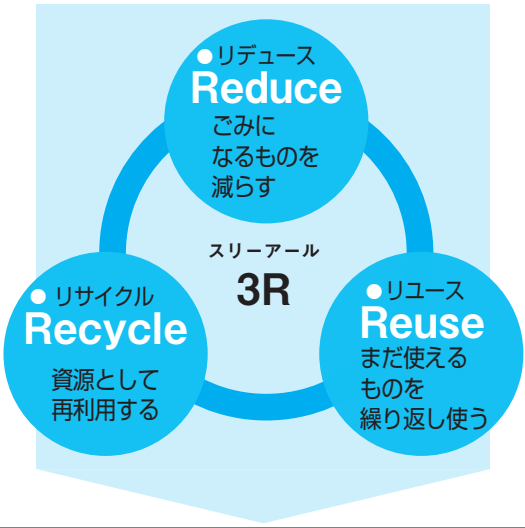 ●リデュース
Reduce
ごみに
なるものを
減らす
スリーアール
3R
●リサイクル
Recycle
資源として
再利用する
●リユース
Reuse
まだ使える
ものを
繰り返し使う